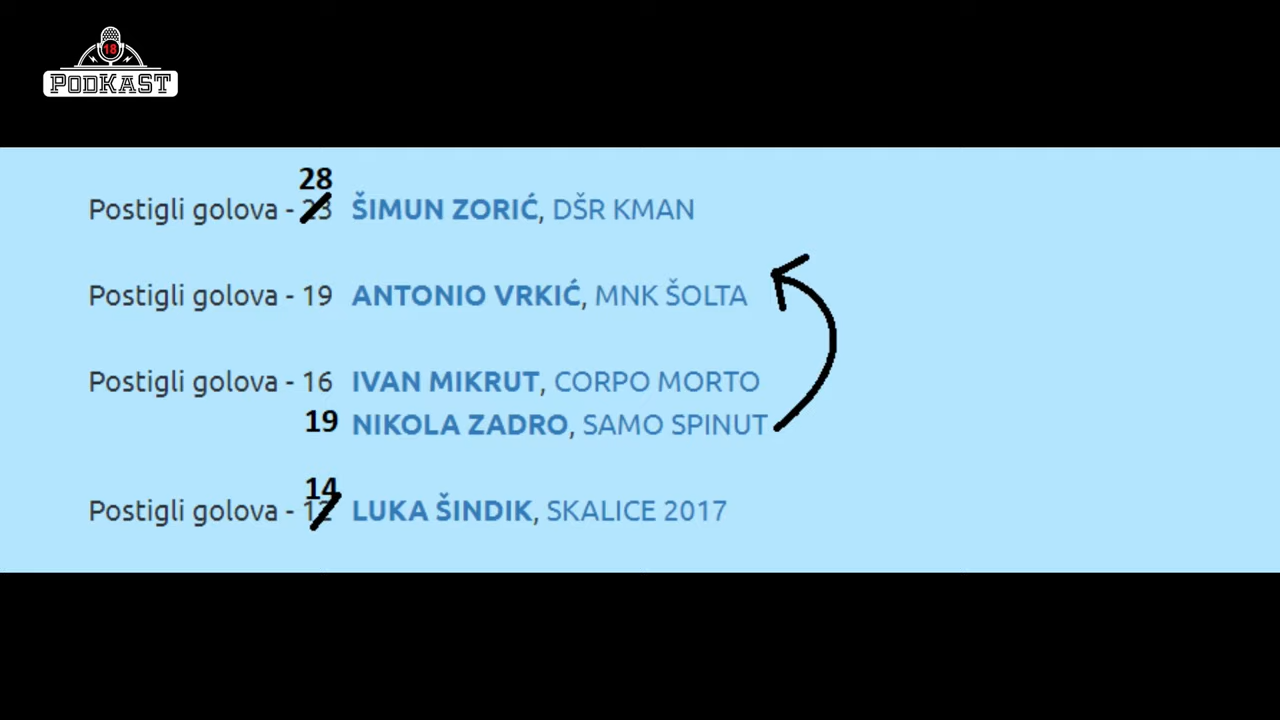 18
PODKAST
28
Postigli golova - 23 ŠIMUN ZORIĆ, DŠR KMAN
Postigli golova - 19 ANTONIO VRKIĆ, MNK ŠOLTA
Postigli golova - 16 IVAN MIKRUT, CORPO MORTO
19 NIKOLA ZADRO, SAMO SPINUT
14
Postigli golova - 12 LUKA ŠINDIK, SKALICE 2017